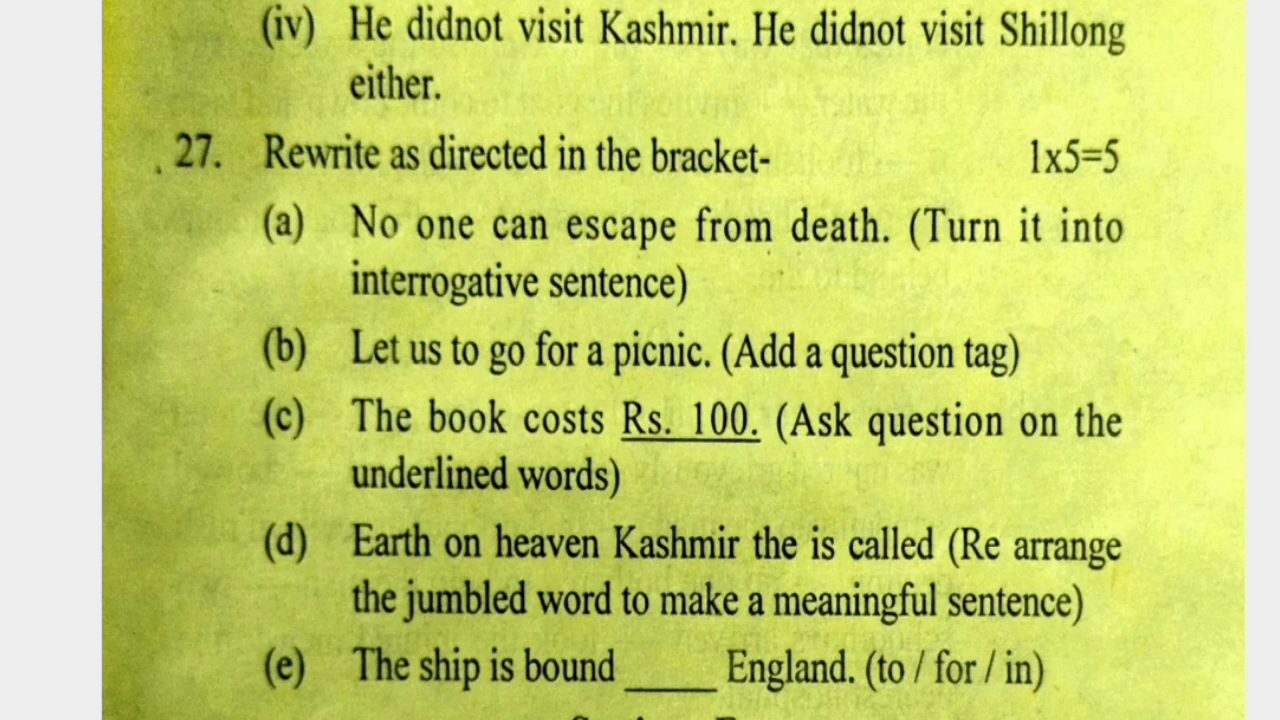 (iv) He didnot visit Kashmir. He didnot visit Shillong
either.
27. Rewrite as directed in the bracket- 1x5=5
(a) No one can escape from death. (Turn it into
interrogative sentence)
(b) Let us to go for a picnic. (Add a question tag)
(c) The book costs Rs. 100. (Ask question on the
underlined words)
(d) Earth on heaven Kashmir the is called (Re arrange
the jumbled word to make a meaningful sentence)
(e) The ship is bound ____ England. (to / for / in)